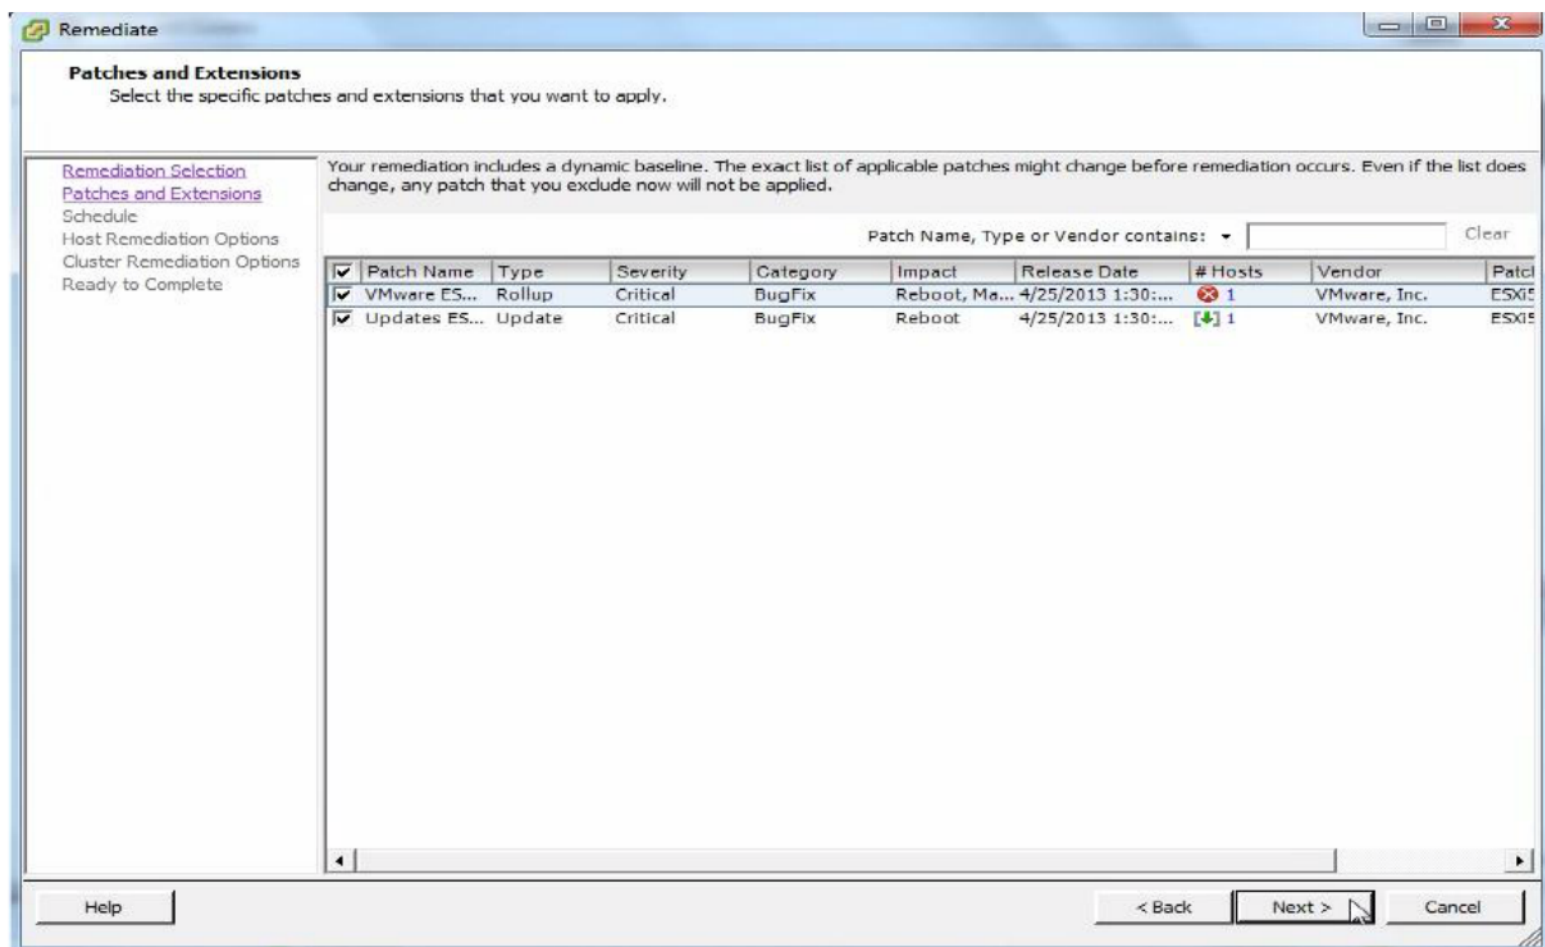 Remediate
Patches and Extensions
Select the specific patches and extensions that you want to apply.
Remediation Selection
Patches and Extensions
Schedule
Host Remediation Options
Cluster Remediation Options
Ready to Complete
Your remediation includes a dynamic baseline. The exact list of applicable patches might change before remediation occurs. Even if the list does
change, any patch that you exclude now will not be applied.
Patch Name, Type or Vendor contains: Clear
Patch Name Type Severity Category Impact Release Date # Hosts Vendor Patcl
VMware ES... Rollup Critical BugFix Reboot, Ma... 4/25/2013 1:30:... 1 VMware, Inc. ESXi5
Updates ES... Update Critical BugFix Reboot 4/25/2013 1:30:... 1 VMware, Inc. ESXi5
Help < Back Next > Cancel